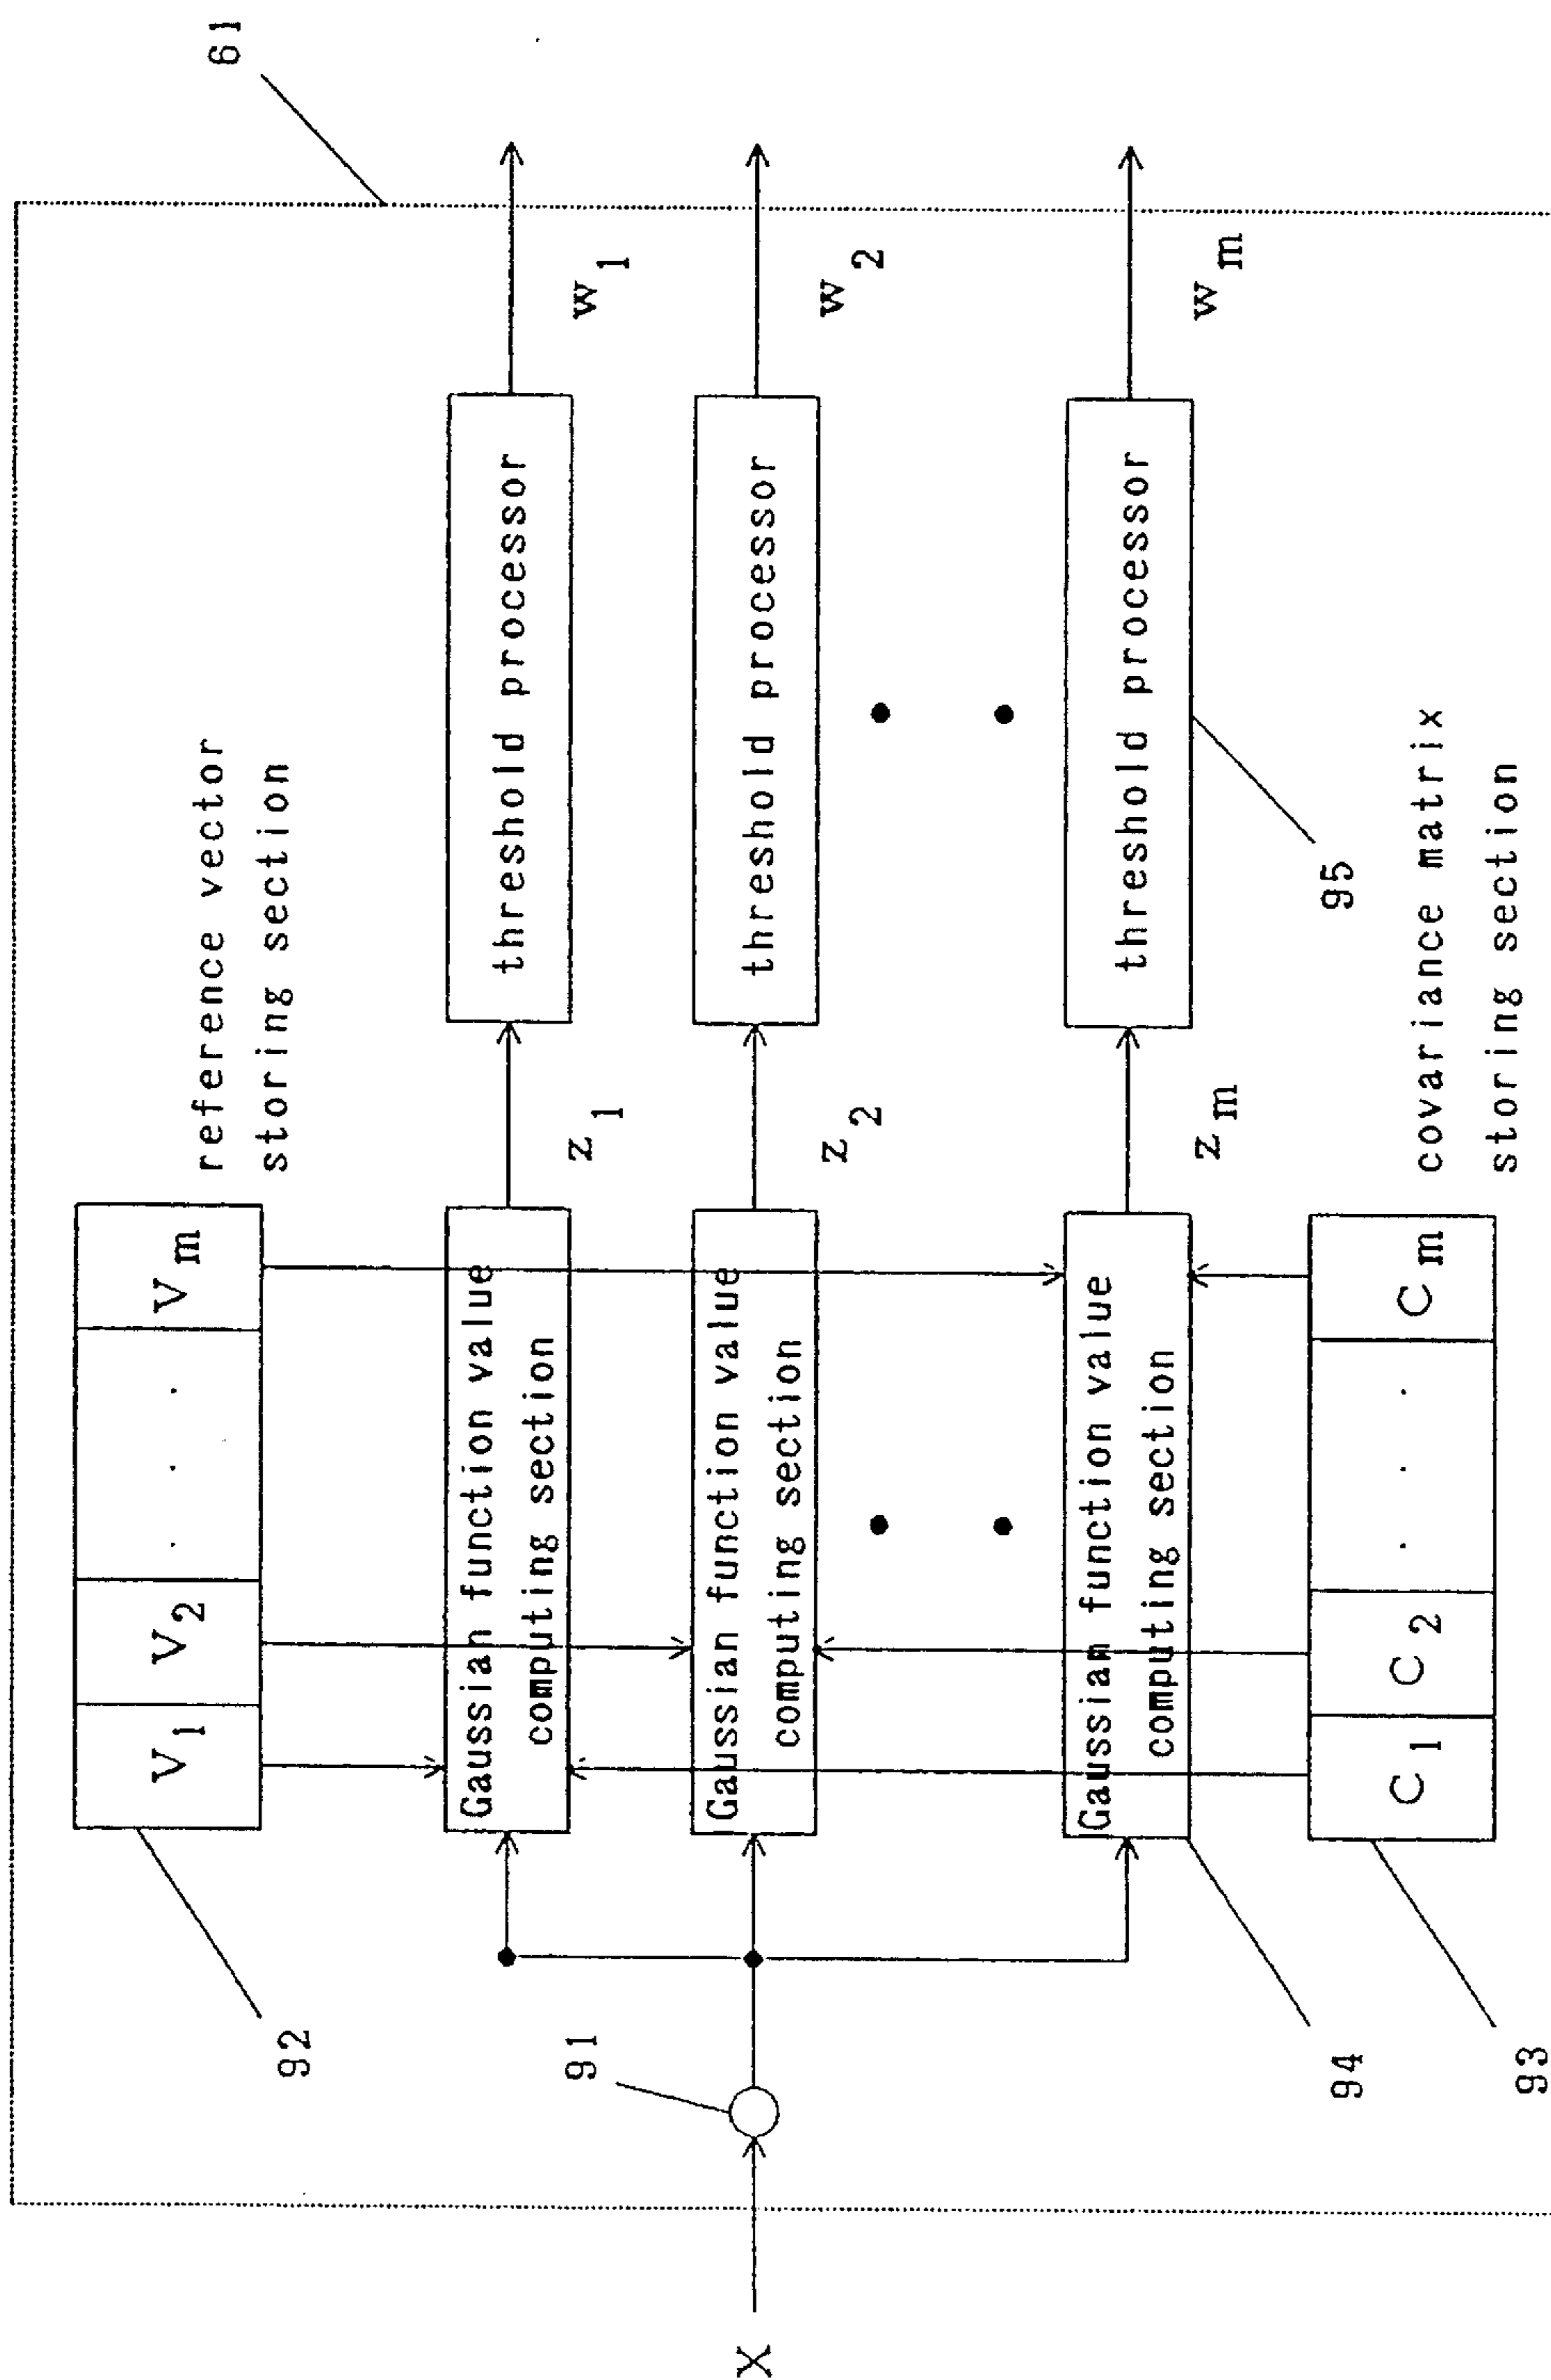 V1 V2 . . . Vm
reference vector
storing section
61
92
Gaussian function value
computing section
z1
threshold processor
w1
91
Gaussian function value
computing section
z2
threshold processor
w2
X
Gaussiam function value
computing section
zm
threshold processor
wm
94
95
C1 C2 . . . Cm
covariance matrix
storing section
93